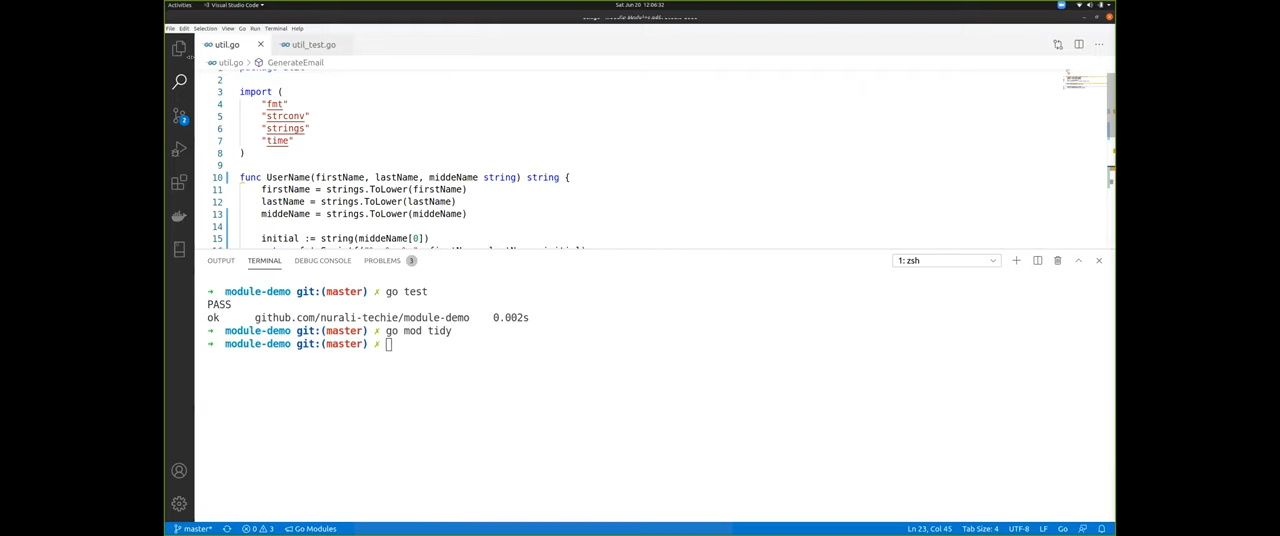 Activities
Visual Studio Code
Sat Jun 20 12:06:32
File Edit Selection View Go Run Terminal Help
util.go
util_test.go
util.go > GenerateEmail
2
3 import (
4 "fmt"
5 "strconv"
6 "strings"
7 "time"
8 )
9
10 func UserName(firstName, lastName, middeName string) string {
11 firstName = strings.ToLower(firstName)
12 lastName = strings.ToLower(lastName)
13 middeName = strings.ToLower(middeName)
14
15 initial := string(middeName[0])
2
OUTPUT TERMINAL DEBUG CONSOLE PROBLEMS 3
1: zsh
➜ module-demo git:(master) ✗ go test
PASS
ok github.com/nurali-techie/module-demo 0.002s
➜ module-demo git:(master) ✗ go mod tidy
➜ module-demo git:(master) ✗
master* 0 3 Go Modules
Ln 23, Col 45 Tab Size: 4 UTF-8 LF Go